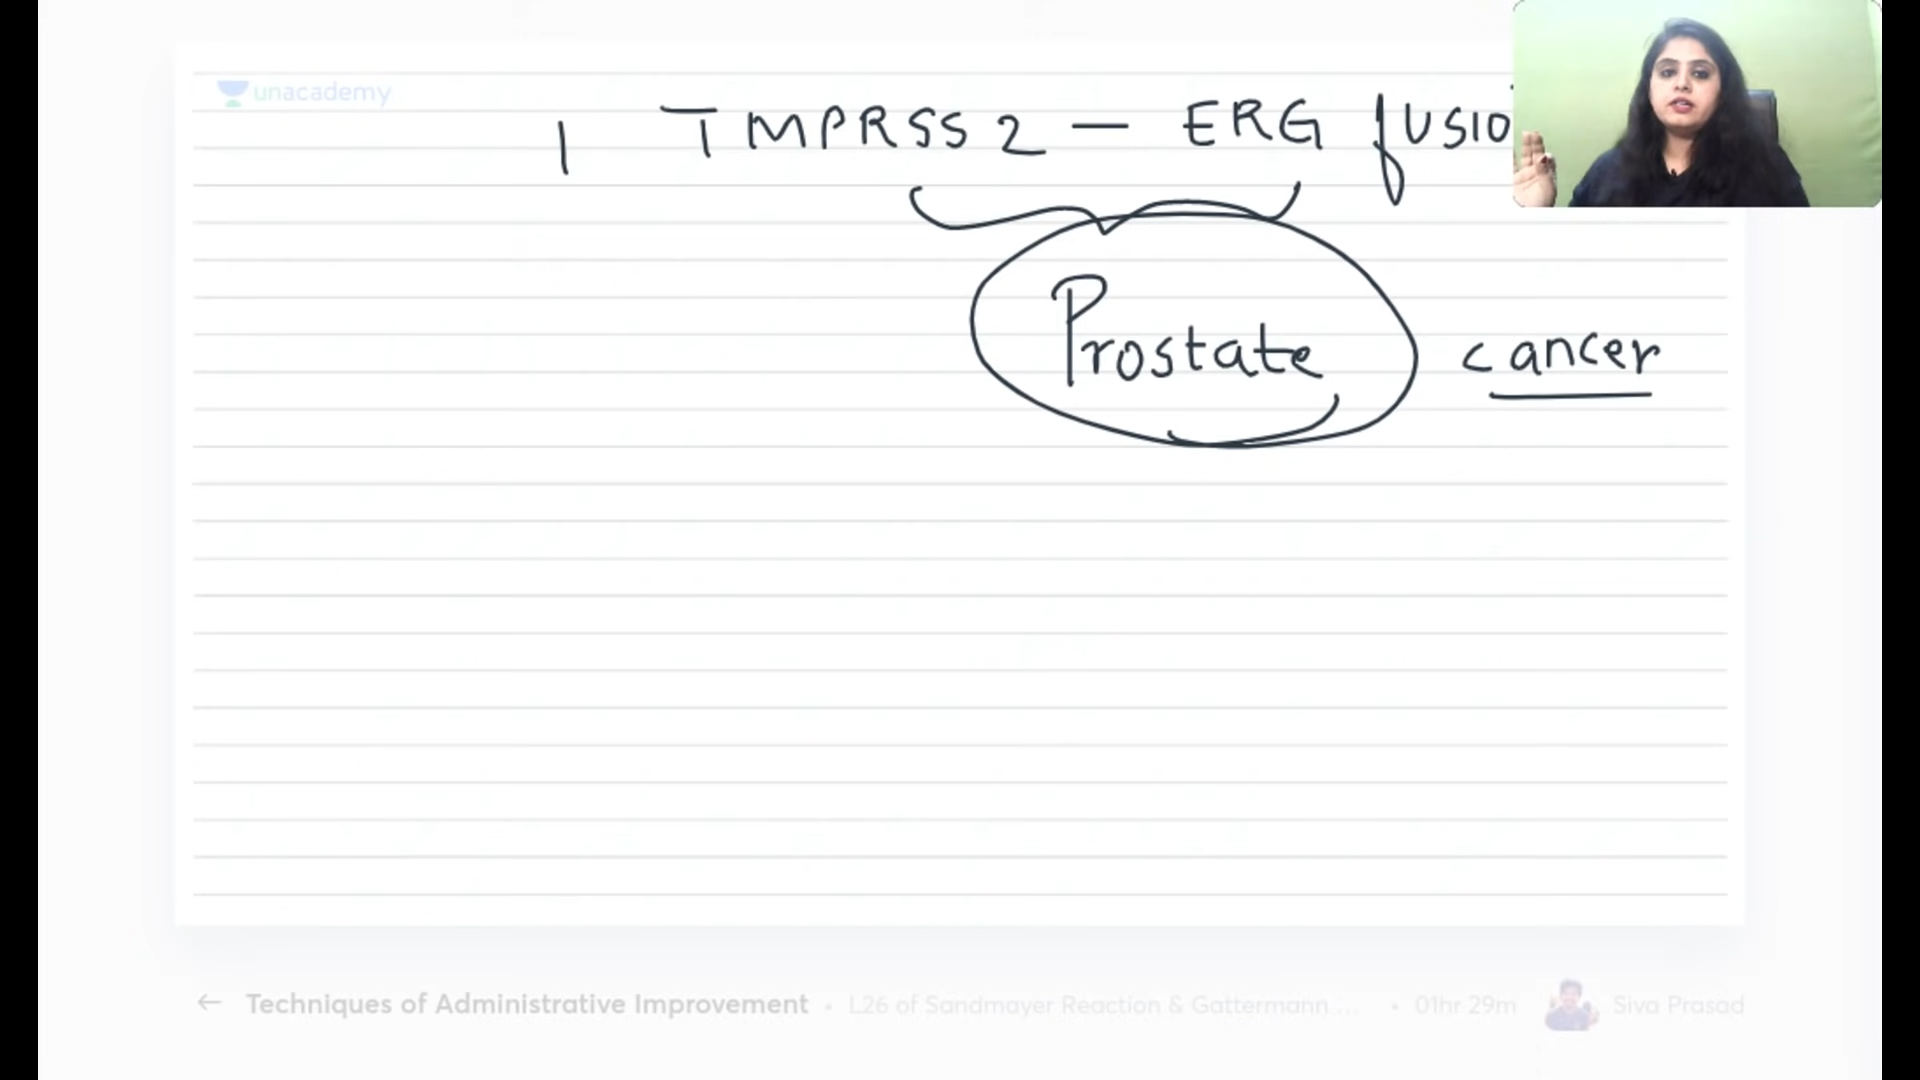 unacademy
1 TMPRSS2 — ERG fusio
Prostate cancer
← Techniques of Administrative Improvement • L26 of Sandmayer Reaction & Gattermann ... • 01hr 29m Siva Prasad